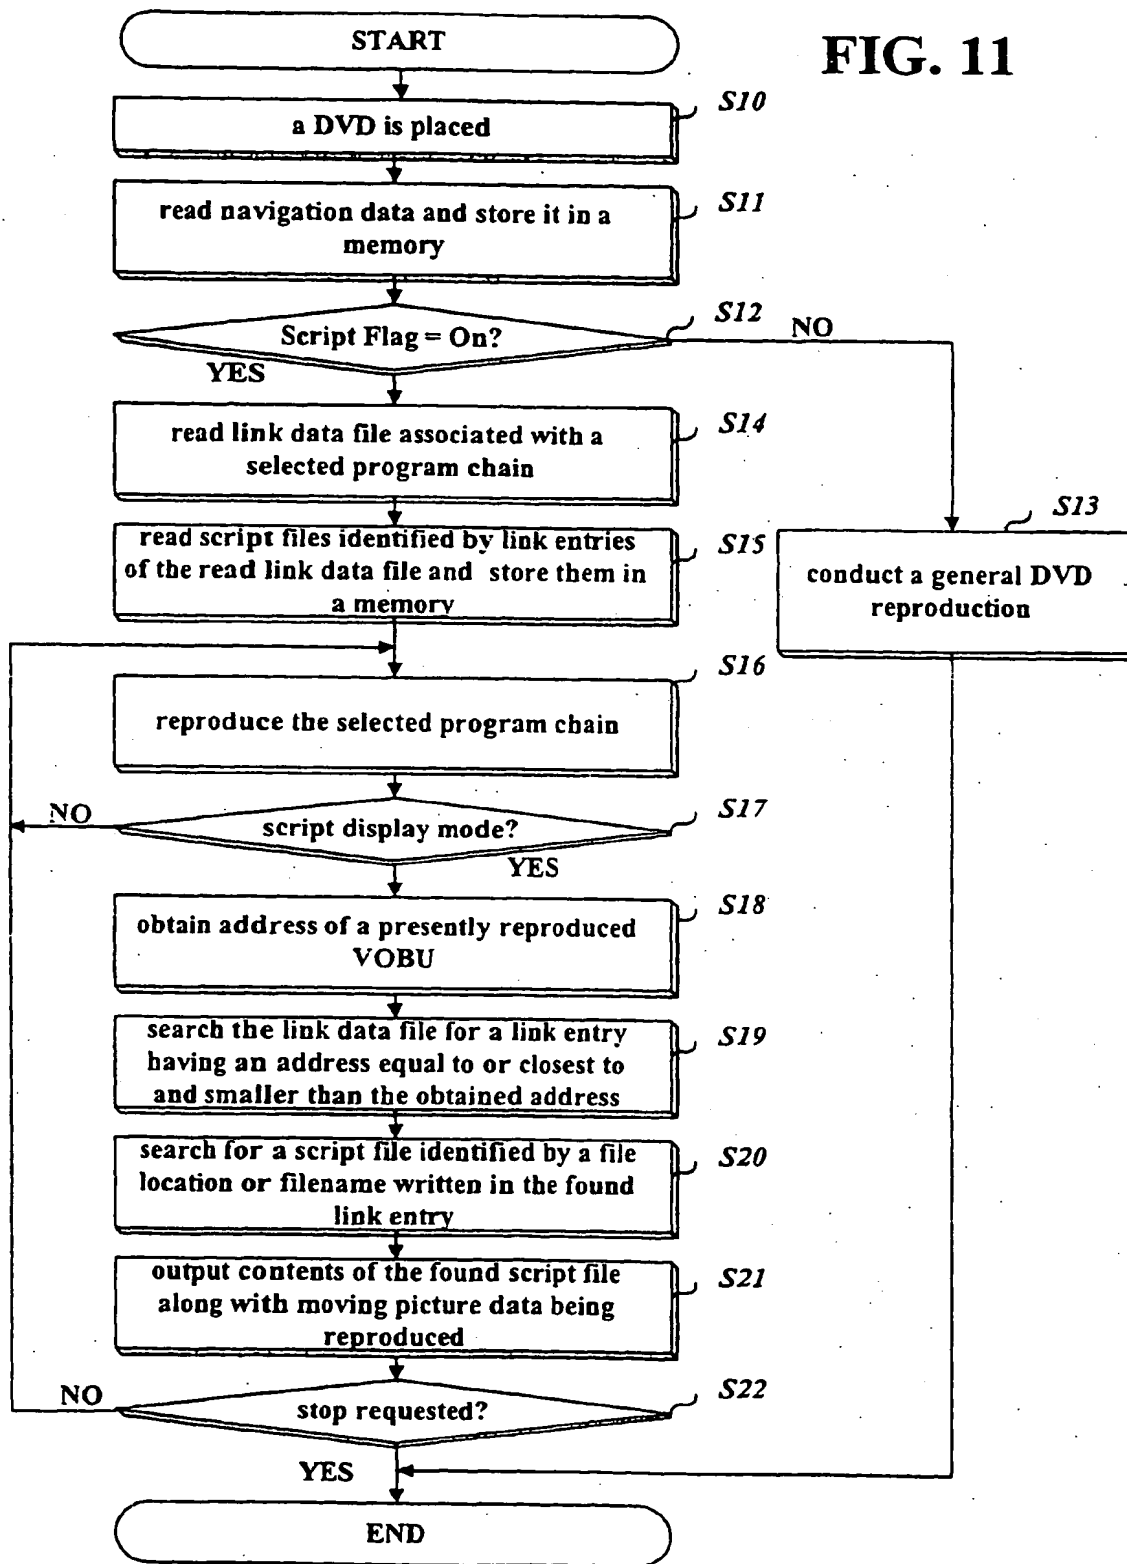 START
FIG. 11
S10
a DVD is placed
S11
read navigation data and store it in a
memory
S12
Script Flag = On?
NO
YES
S14
read link data file associated with a
selected program chain
S13
conduct a general DVD
reproduction
S15
read script files identified by link entries
of the read link data file and store them in
a memory
S16
reproduce the selected program chain
S17
NO
script display mode?
YES
S18
obtain address of a presently reproduced
VOBU
S19
search the link data file for a link entry
having an address equal to or closest to
and smaller than the obtained address
S20
search for a script file identified by a file
location or filename written in the found
link entry
S21
output contents of the found script file
along with moving picture data being
reproduced
S22
NO
stop requested?
YES
END